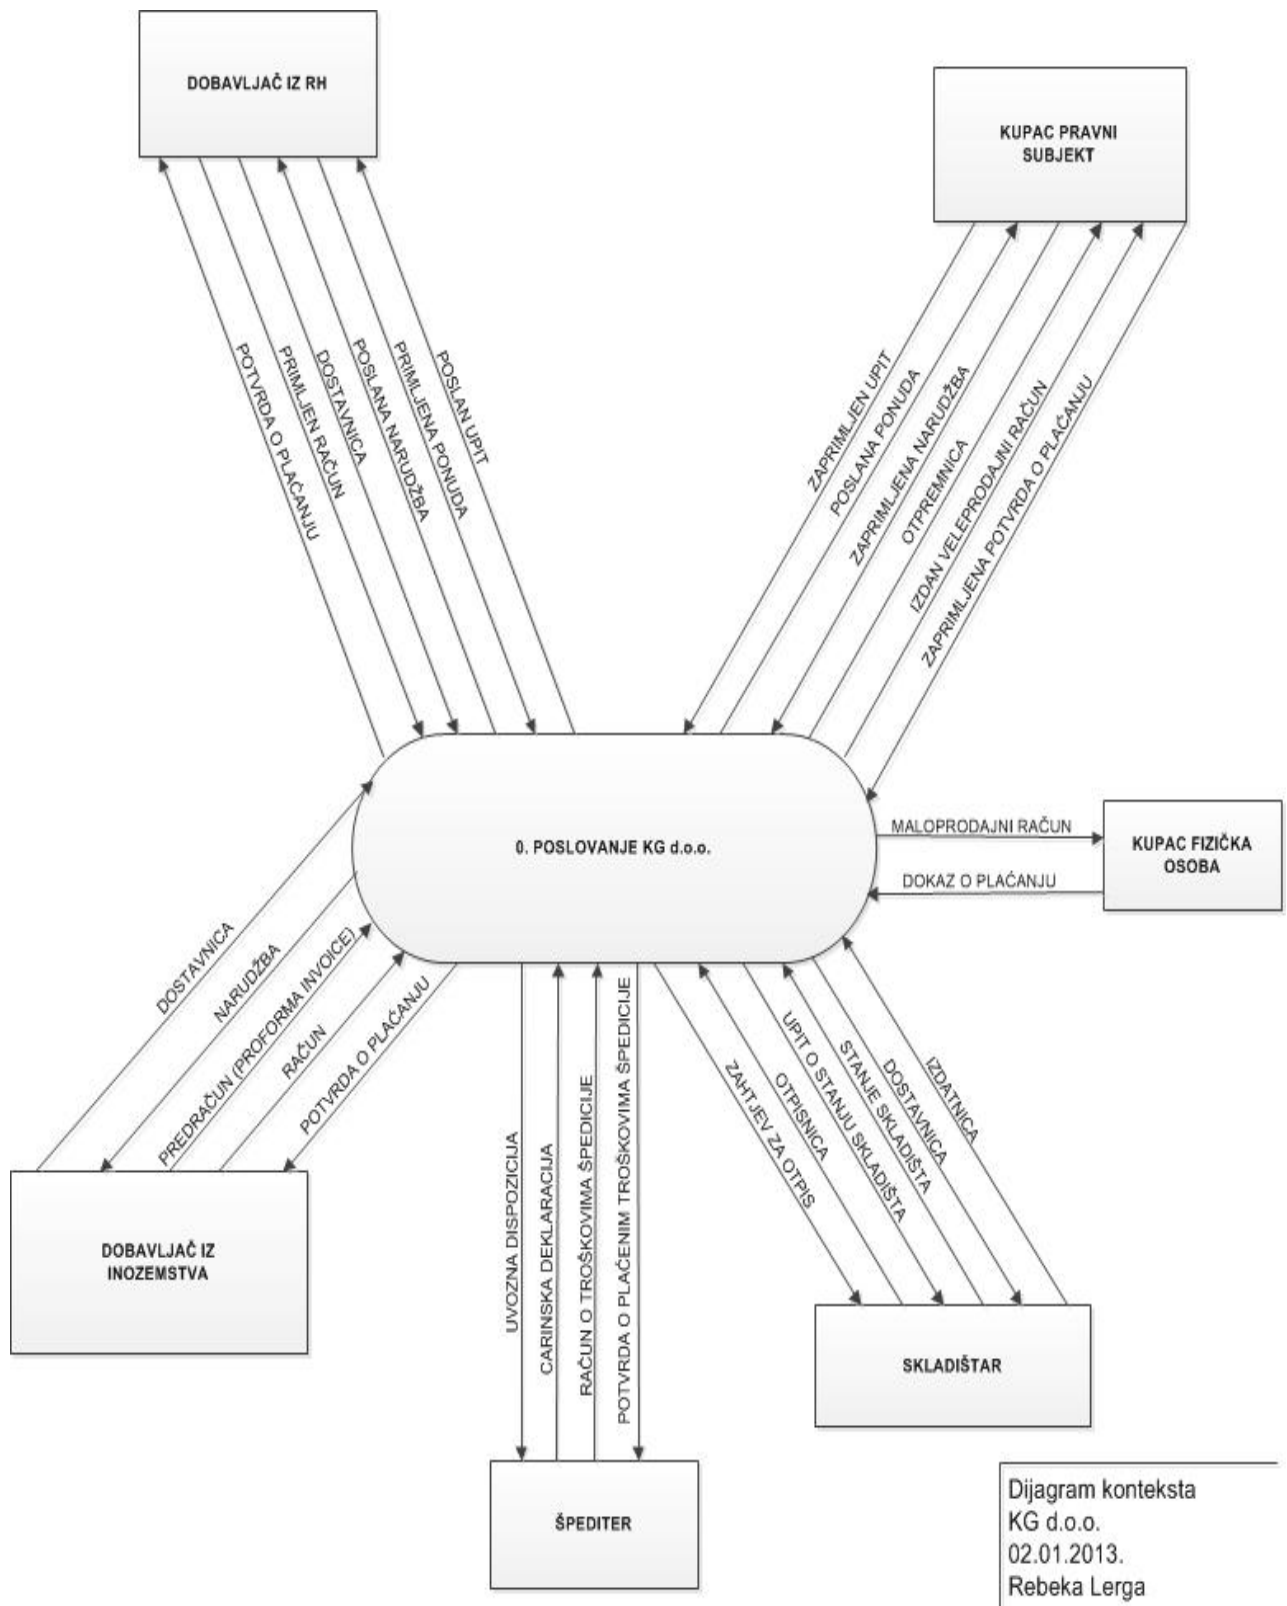 DOBAVLJAČ IZ RH
KUPAC PRAVNI
SUBJEKT
POTVRDA O PLAĆANJU
PRIMLJEN RAČUN
DOSTAVNICA
POSLANA NARUDŽBA
PRIMLJENA PONUDA
POSLAN UPIT
ZAPRIMLJEN UPIT
POSLANA PONUDA
ZAPRIMLJENA NARUDŽBA
OTPREMNICA
IZDAN VELEPRODAJNI RAČUN
ZAPRIMLJENA POTVRDA O PLAĆANJU
0. POSLOVANJE KG d.o.o.
MALOPRODAJNI RAČUN
DOKAZ O PLAĆANJU
KUPAC FIZIČKA
OSOBA
DOSTAVNICA
NARUDŽBA
PREDRAČUN (PROFORMA INVOICE)
RAČUN
POTVRDA O PLAĆANJU
DOBAVLJAČ IZ
INOZEMSTVA
UVOZNA DISPOZICIJA
CARINSKA DEKLARACIJA
RAČUN O TROŠKOVIMA ŠPEDICIJE
POTVRDA O PLAČENIM TROŠKOVIMA ŠPEDICIJE
ZAHTJEV ZA OTPIS
OTPISNICA
UPIT O STANJU SKLADIŠTA
STANJE SKLADIŠTA
DOSTAVNICA
IZDATNICA
SKLADIŠTAR
ŠPEDITER
Dijagram konteksta
KG d.o.o.
02.01.2013.
Rebeka Lerga